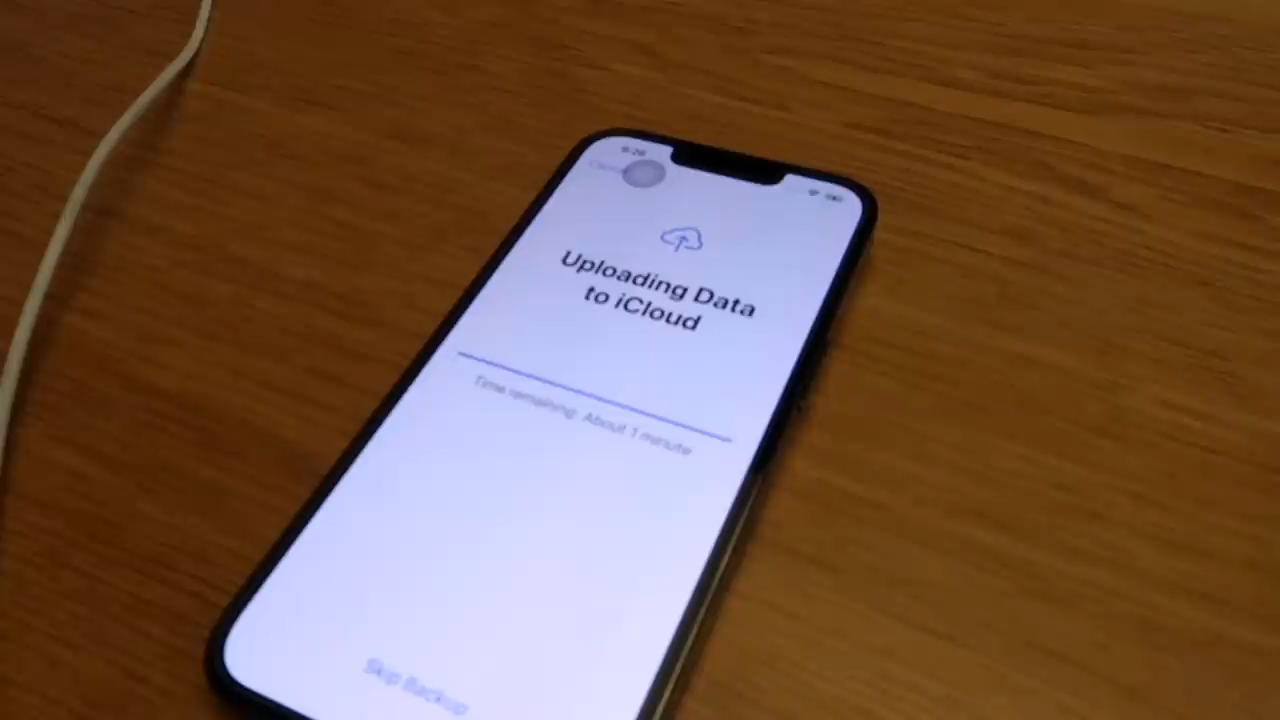 Uploading Data
to iCloud
Time remaining: About 1 minute
Skip Backup